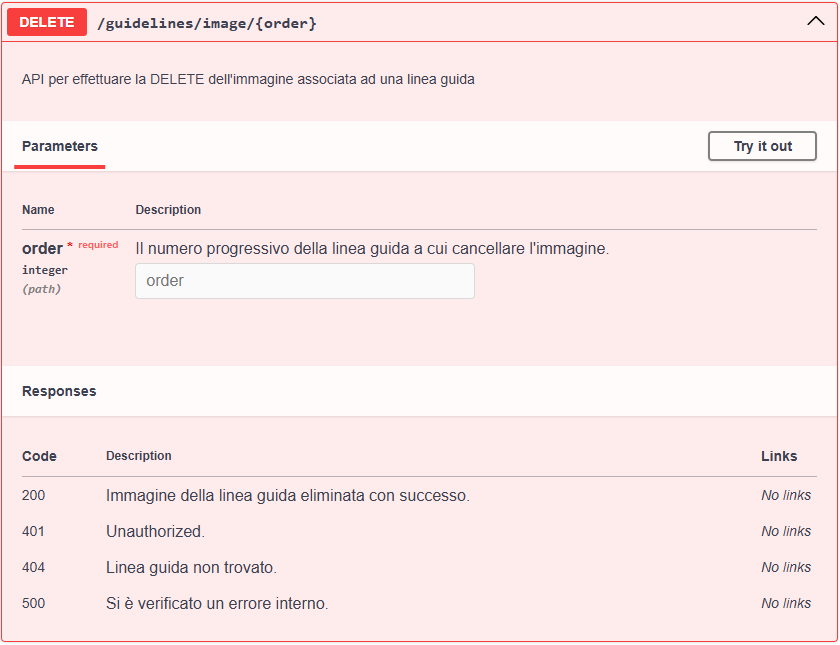 DELETE /guidelines/image/{order}
API per effettuare la DELETE dell'immagine associata ad una linea guida
Parameters Try it out
Name Description
order * required Il numero progressivo della linea guida a cui cancellare l'immagine.
integer order
(path)
Responses
Code Description Links
200 Immagine della linea guida eliminata con successo. No links
401 Unauthorized. No links
404 Linea guida non trovato. No links
500 Si è verificato un errore interno. No links